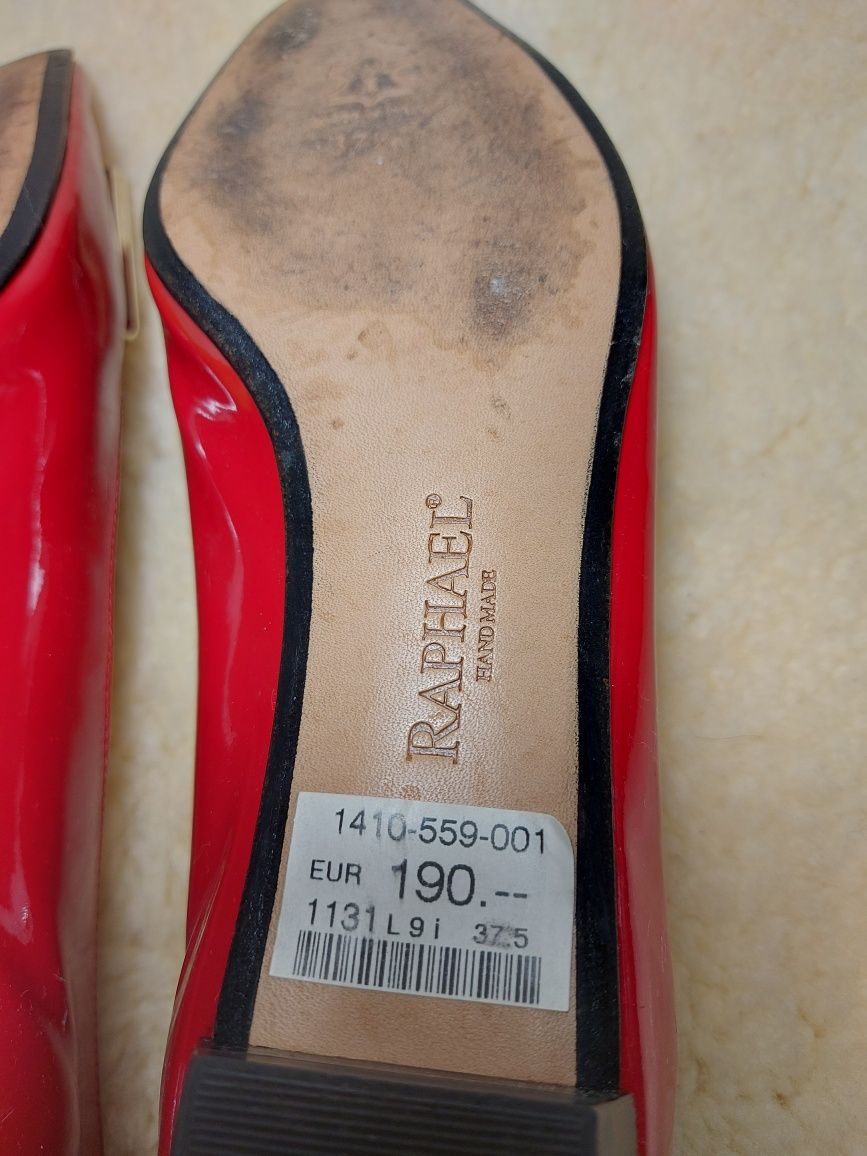 RAPHAEL®
HAND MADE
1410-559-001
EUR 190.--
1131 L9i 37.5